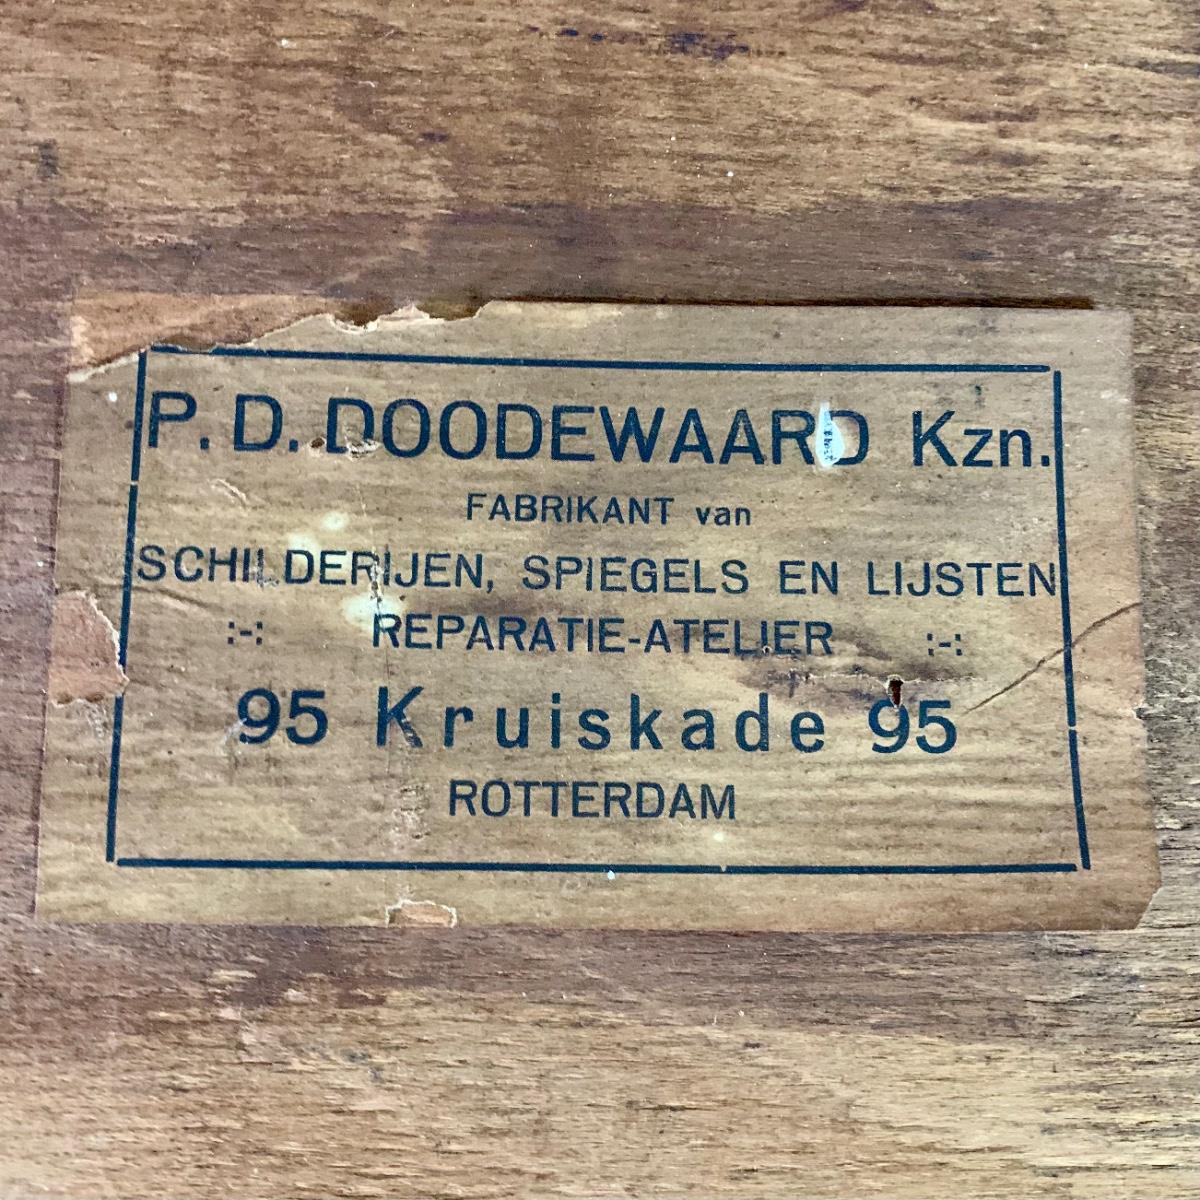 P. D. DOODEWAARD Kzn.
FABRIKANT van
SCHILDERIJEN, SPIEGELS EN LIJSTEN
:-: REPARATIE-ATELIER :-:
95 Kruiskade 95
ROTTERDAM